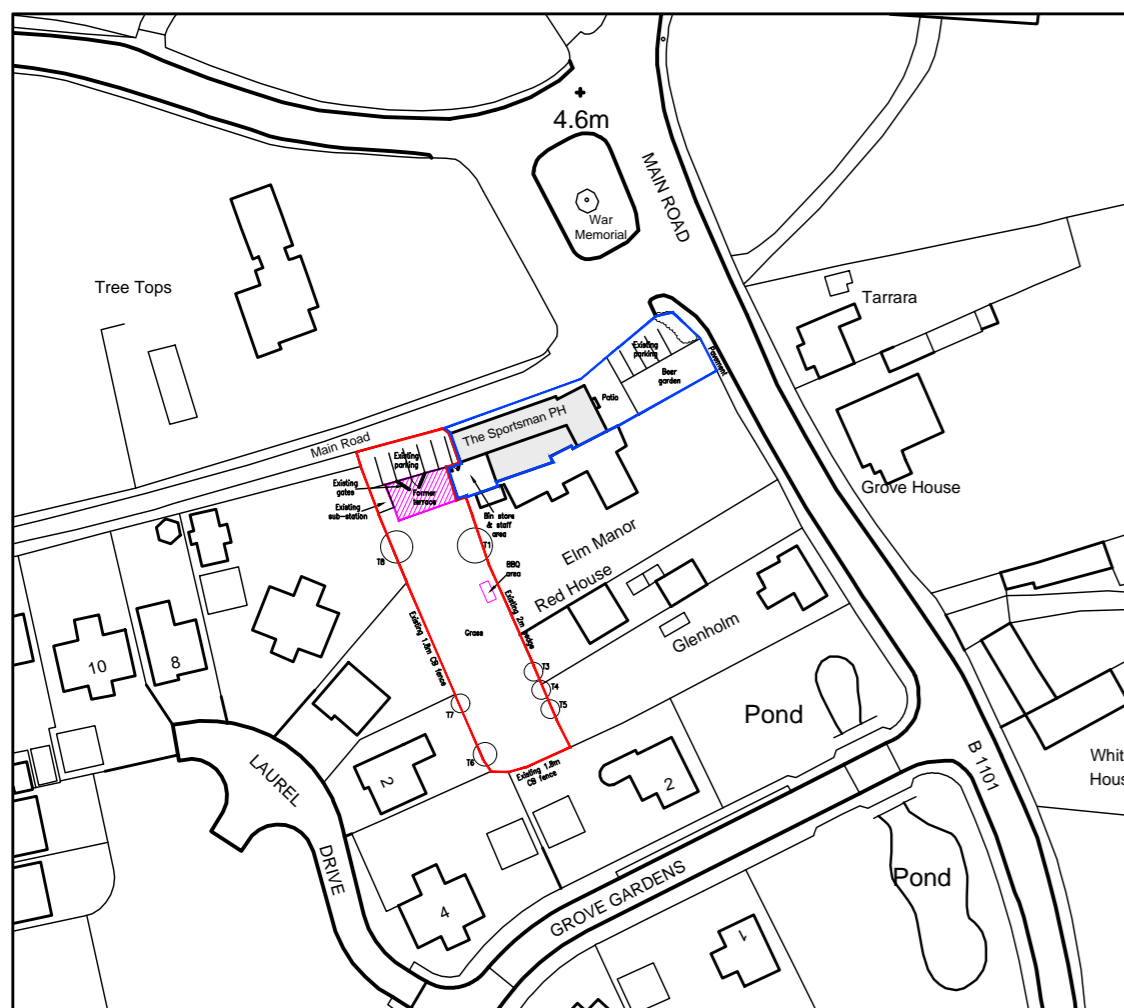 4.6m
War
Memorial
MAIN ROAD
Tree Tops
Tarrara
Existing
parking
Beer
garden
Pavement
Patio
The Sportsman PH
Main Road
Existing
parking
Existing
gates
Former
terrace
Existing
sub-station
Bin store
& staff
area
Grove House
T8
T1
BBQ
area
Elm Manor
Red House
Existing 2m hedge
Grass
Existing 1.8m CB fence
Glenholm
10
8
T3
T4
T5
T7
T6
Pond
Existing 1.8m
CB fence
2
2
B 1101
Whit
Hous
LAUREL
DRIVE
4
GROVE GARDENS
Pond
1